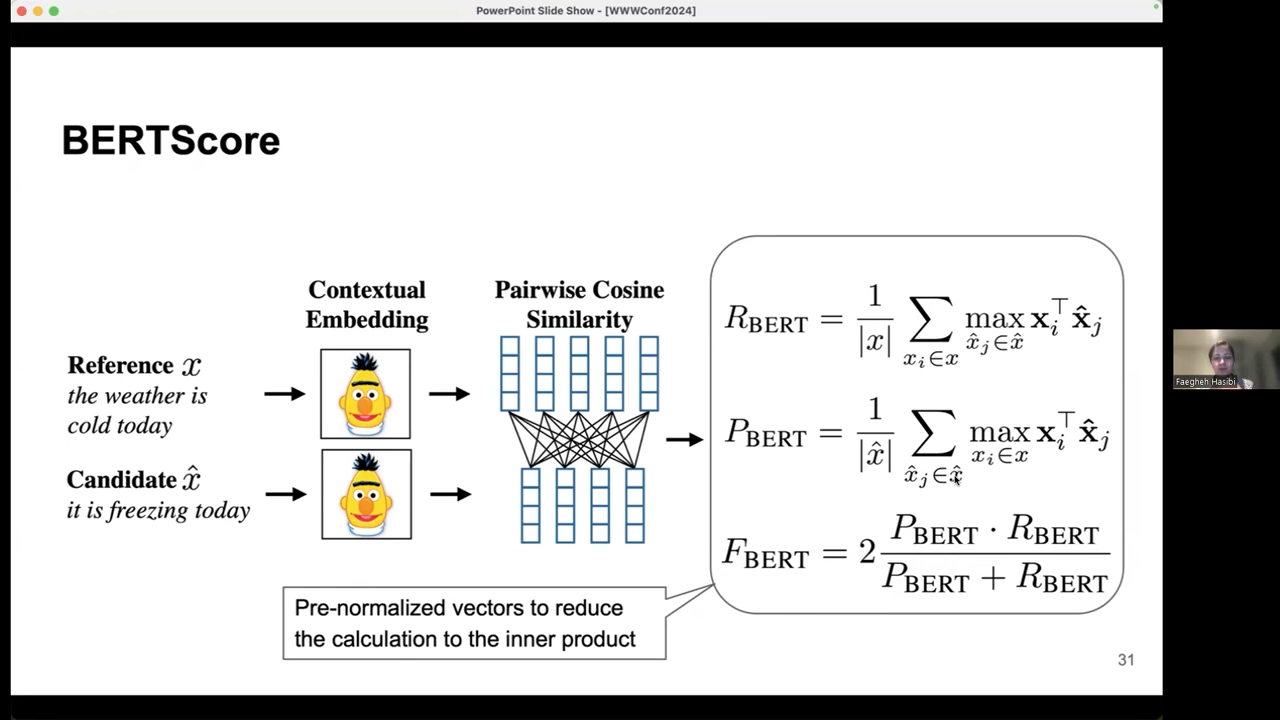 PowerPoint Slide Show - [WWWConf2024]
BERTScore
Contextual
Embedding
Pairwise Cosine
Similarity
Reference x
the weather is
cold today
Candidate x̂
it is freezing today
R_BERT = 1/|x| ∑_{x_i∈x} max_{x̂_j∈x̂} 𝐱_i^⊤ 𝐱̂_j
P_BERT = 1/|x̂| ∑_{x̂_j∈x̂} max_{x_i∈x} 𝐱_i^⊤ 𝐱̂_j
F_BERT = 2 (P_BERT · R_BERT)/(P_BERT + R_BERT)
Pre-normalized vectors to reduce
the calculation to the inner product
31
Faegheh Hasibi